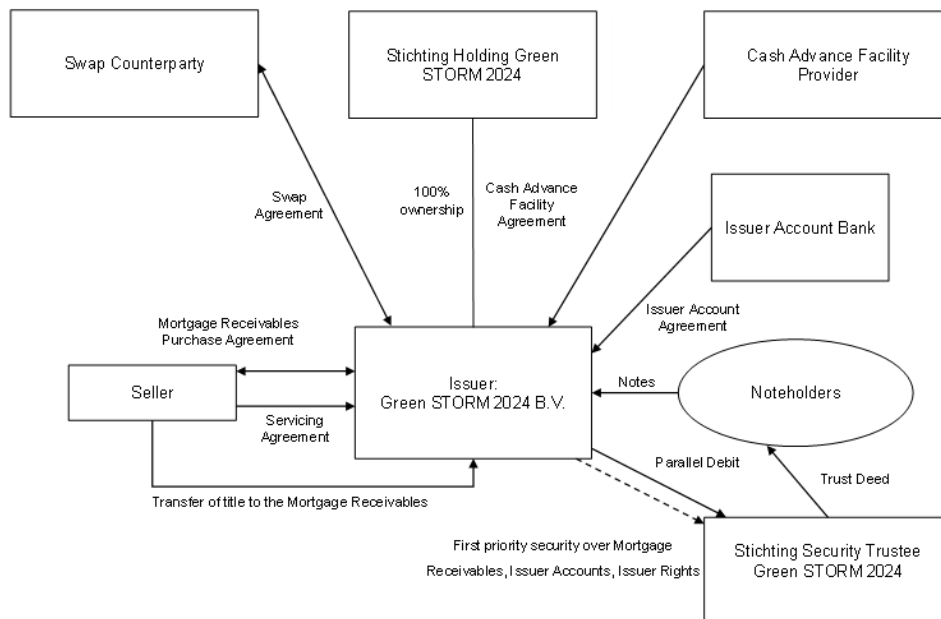 Swap Counterparty
Stichting Holding Green
STORM 2024
Cash Advance Facility
Provider
Swap
Agreement
100%
ownership
Cash Advance
Facility
Agreement
Issuer Account Bank
Mortgage Receivables
Purchase Agreement
Issuer Account
Agreement
Seller
Issuer:
Green STORM 2024 B.V.
Notes
Noteholders
Servicing
Agreement
Parallel Debit
Trust Deed
Transfer of title to the Mortgage Receivables
First priority security over Mortgage
Receivables, Issuer Accounts, Issuer Rights
Stichting Security Trustee
Green STORM 2024